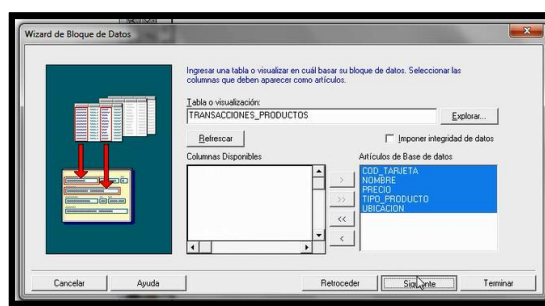 Wizard de Bloque de Datos
Ingresar una tabla o visualizar en cuál basar su bloque de datos. Seleccionar las
columnas que deben aparecer como artículos.
Tabla o visualización:
TRANSACCIONES_PRODUCTOS
Explorar...
Refrescar
Imponer integridad de datos
Columnas Disponibles
Artículos de Base de datos
COD_TARJETA
NOMBRE
PRECIO
TIPO_PRODUCTO
UBICACION
>
>>
<<
<
Cancelar
Ayuda
Retroceder
Siguiente
Terminar